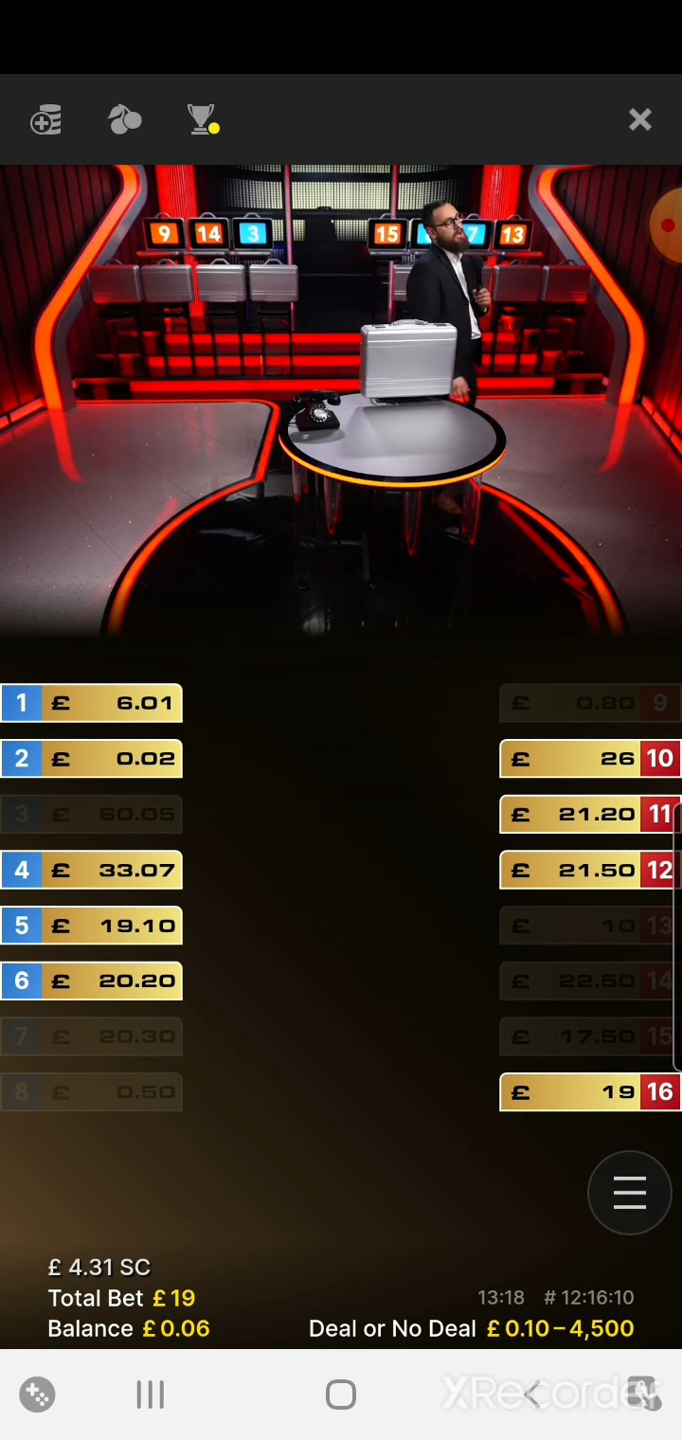 9 14 3 15 7 13
1 £ 6.01
£ 0.80 9
2 £ 0.02
£ 26 10
3 £ 60.05
£ 21.20 11
4 £ 33.07
£ 21.50 12
5 £ 19.10
£ 10 13
6 £ 20.20
£ 22.50 14
7 £ 20.30
£ 17.50 15
8 £ 0.50
£ 19 16
£ 4.31 SC
Total Bet £19
13:18 # 12:16:10
Balance £0.06
Deal or No Deal £0.10–4,500
XRecorder